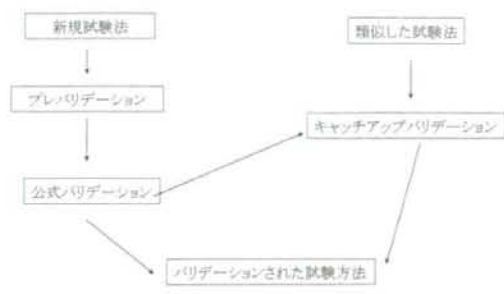 新規試験法
類似した試験法
プレバリデーション
キャッチアップバリデーション
公式バリデーション
バリデーションされた試験方法